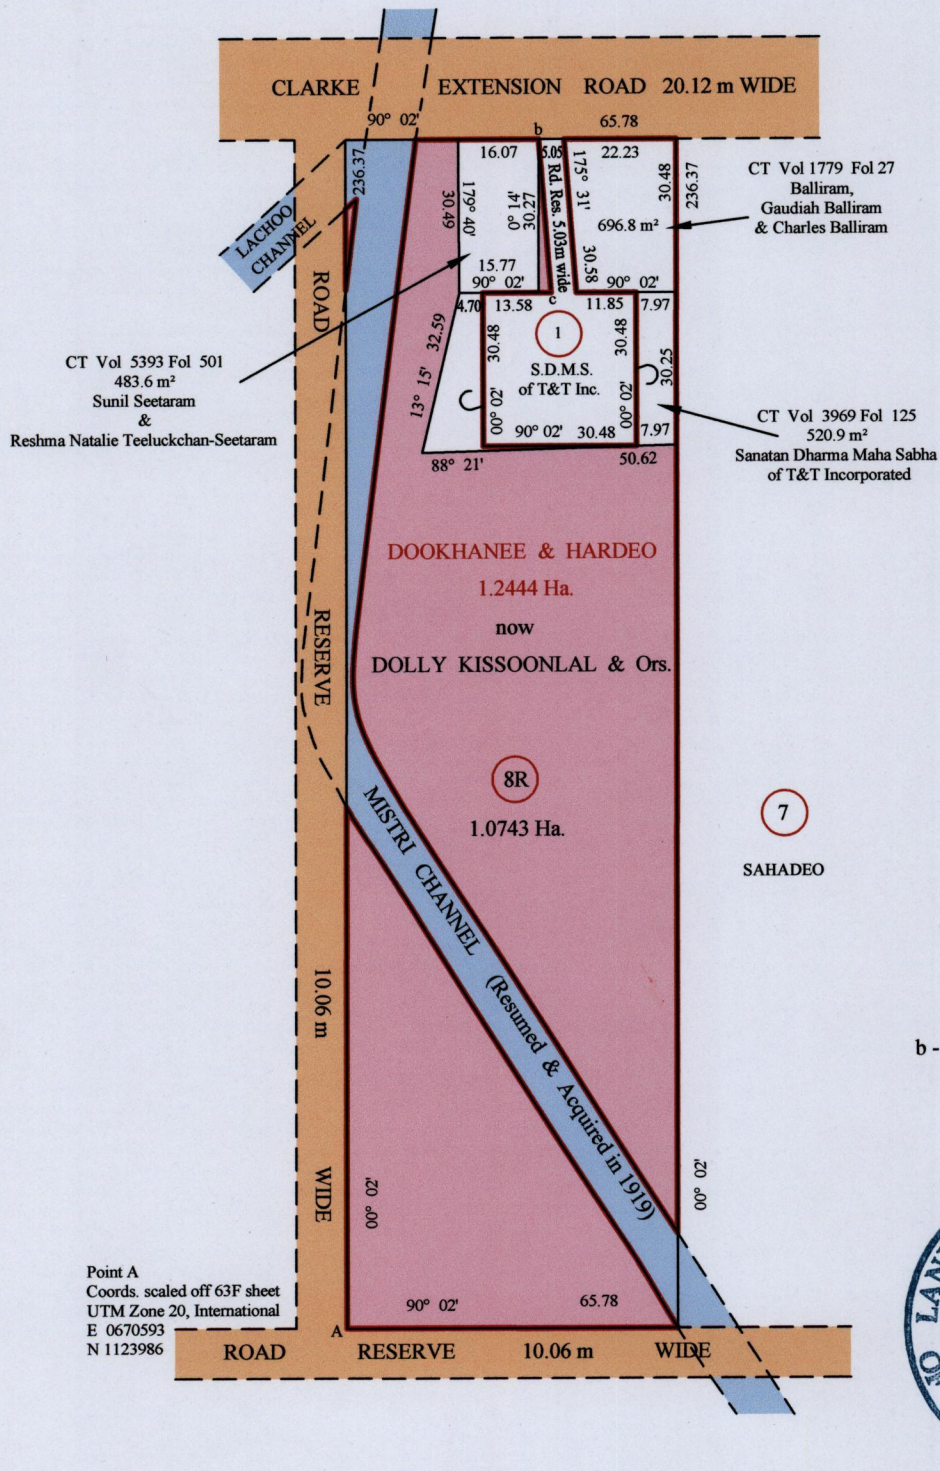 CLARKE EXTENSION ROAD 20.12 m WIDE
90° 02'
65.78
b
16.07
5.05
22.23
236.37
LACHOO
CHANNEL
30.49
179° 40'
0° 14'
30.27
Rd. Res. 5.03m wide
175° 31'
30.58
30.48
236.37
696.8 m²
CT Vol 1779 Fol 27
Balliram,
Gaudiah Balliram
& Charles Balliram
15.77
90° 02'
90° 02'
c
4.70
13.58
11.85
7.97
32.59
13° 15'
30.48
00° 02'
1
S.D.M.S.
of T&T Inc.
30.48
00° 02'
30.25
90° 02'
30.48
7.97
88° 21'
50.62
CT Vol 5393 Fol 501
483.6 m²
Sunil Seetaram
&
Reshma Natalie Teeluckchan-Seetaram
CT Vol 3969 Fol 125
520.9 m²
Sanatan Dharma Maha Sabha
of T&T Incorporated
DOOKHANEE & HARDEO
1.2444 Ha.
now
DOLLY KISSOONLAL & Ors.
8R
1.0743 Ha.
7
SAHADEO
MISTRI CHANNEL (Resumed & Acquired in 1919)
ROAD RESERVE 10.06 m WIDE
b -
00° 02'
00° 02'
90° 02'
65.78
Point A
Coords. scaled off 63F sheet
UTM Zone 20, International
E 0670593
N 1123986
A
ROAD RESERVE 10.06 m WIDE